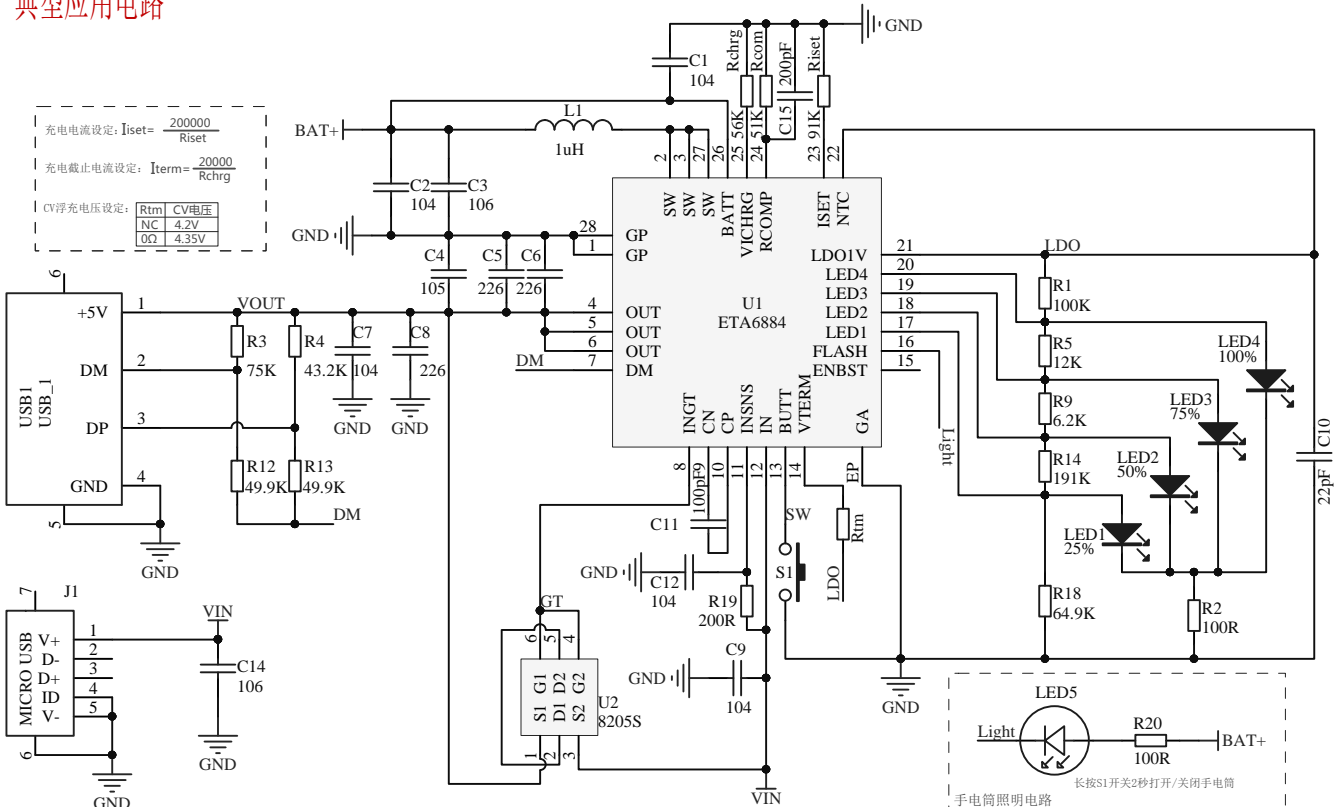 典型应用电路
GND
C1
104
Rchrg
56K
Rcom
51K
200pF
C15
Riset
91K
充电电流设定: Iset= 200000
Riset
充电截止电流设定: Iterm= 20000
Rchrg
CV浮充电压设定:
Rtm CV电压
NC 4.2V
0Ω 4.35V
BAT+
L1
1uH
2
3
27
26
25
24
23
22
C2
104
C3
106
SW
SW
SW
BATT
VICHRG
RCOMP
ISET
NTC
GND
28
1
GP
GP
C4
105
C5
226
C6
226
LDO1V
LED4
LED3
LED2
LED1
FLASH
ENBST
21
20
19
18
17
16
15
LDO
U1
ETA6884
4
5
6
7
OUT
OUT
OUT
DM
DM
INGT
CN
CP
INSNS
IN
BUTT
VTERM
GA
8
9
10
11
12
13
14
EP
Light
R1
100K
R5
12K
R9
6.2K
R14
191K
R18
64.9K
LED4
100%
LED3
75%
LED2
50%
LED1
25%
R2
100R
C10
22pF
6
+5V
1
VOUT
DM
2
USB1
USB_1
DP
3
GND
4
5
GND
R3
75K
R4
43.2K
C7
104
GND
C8
226
GND
R12
49.9K
R13
49.9K
DM
100pF
C11
GND
C12
104
R19
200R
SW
S1
Rtm
LDO
GND
C9
104
GND
GT
6
5
4
G1
D2
G2
S1
D1
S2
1
2
3
U2
8205S
VIN
7
J1
MICRO USB
V+
D-
D+
ID
V-
1
2
3
4
5
6
GND
VIN
C14
106
GND
LED5
Light
R20
100R
BAT+
长按S1开关2秒打开/关闭手电筒
手电筒照明电路